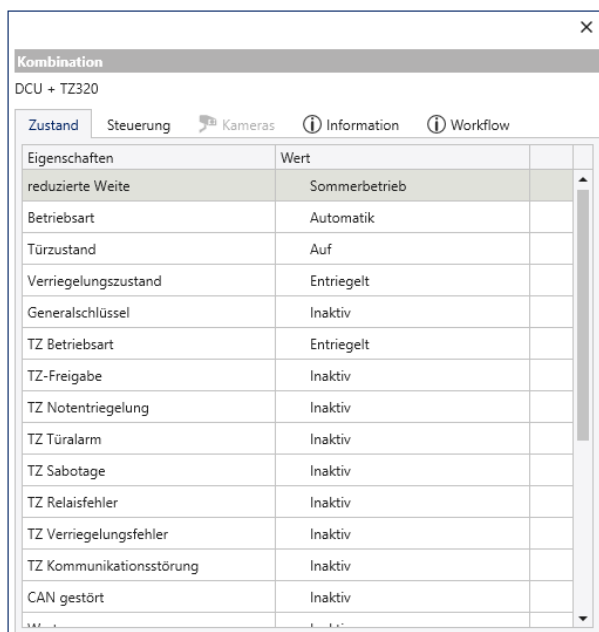 Kombination
DCU + TZ320
Zustand Steuerung Kameras Information Workflow
Eigenschaften Wert
reduzierte Weite Sommerbetrieb
Betriebsart Automatik
Türzustand Auf
Verriegelungszustand Entriegelt
Generalschlüssel Inaktiv
TZ Betriebsart Entriegelt
TZ-Freigabe Inaktiv
TZ Notentriegelung Inaktiv
TZ Türalarm Inaktiv
TZ Sabotage Inaktiv
TZ Relaisfehler Inaktiv
TZ Verriegelungsfehler Inaktiv
TZ Kommunikationsstörung Inaktiv
CAN gestört Inaktiv